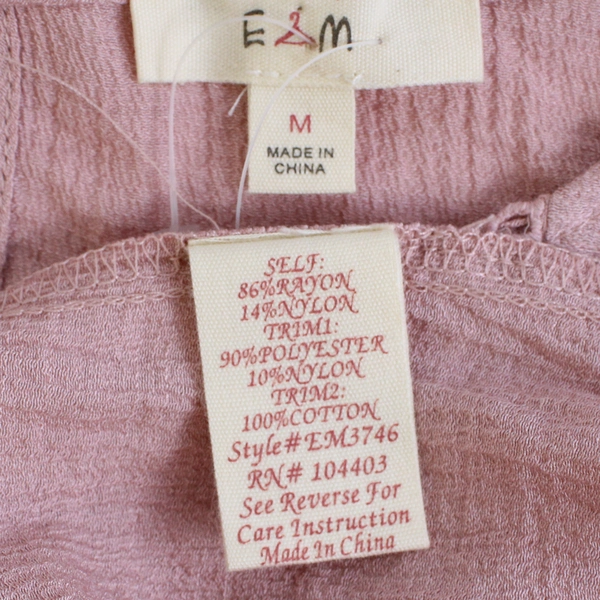 E & M
M
MADE IN
CHINA
SELF:
86%RAYON
14%NYLON
TRIM1:
90%POLYESTER
10%NYLON
TRIM2:
100%COTTON
Style#EM3746
RN# 104403
See Reverse For
Care Instruction
Made In China